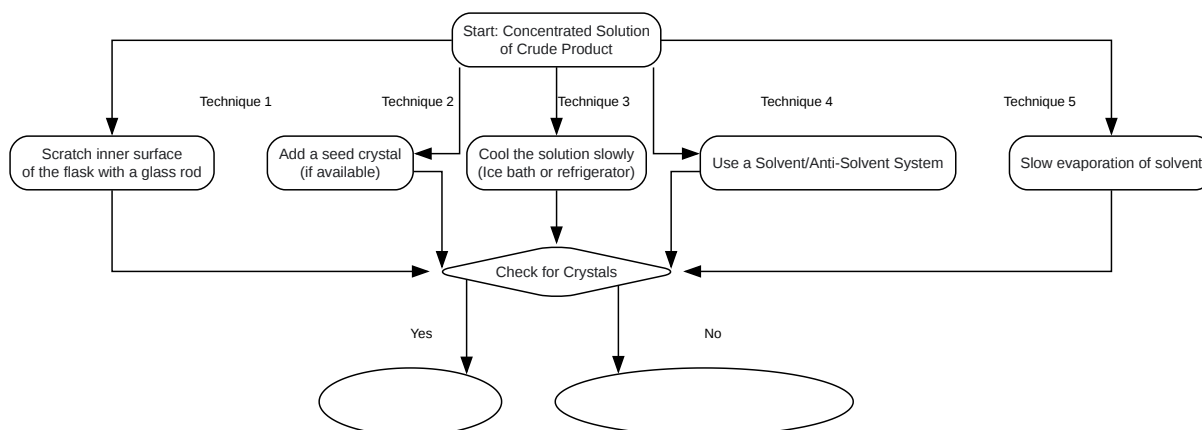 Start: Concentrated Solution
of Crude Product
Technique 1
Technique 2
Technique 3
Technique 4
Technique 5
Scratch inner surface
of the flask with a glass rod
Add a seed crystal
(if available)
Cool the solution slowly
(Ice bath or refrigerator)
Use a Solvent/Anti-Solvent System
Slow evaporation of solvent
Check for Crystals
Yes
No